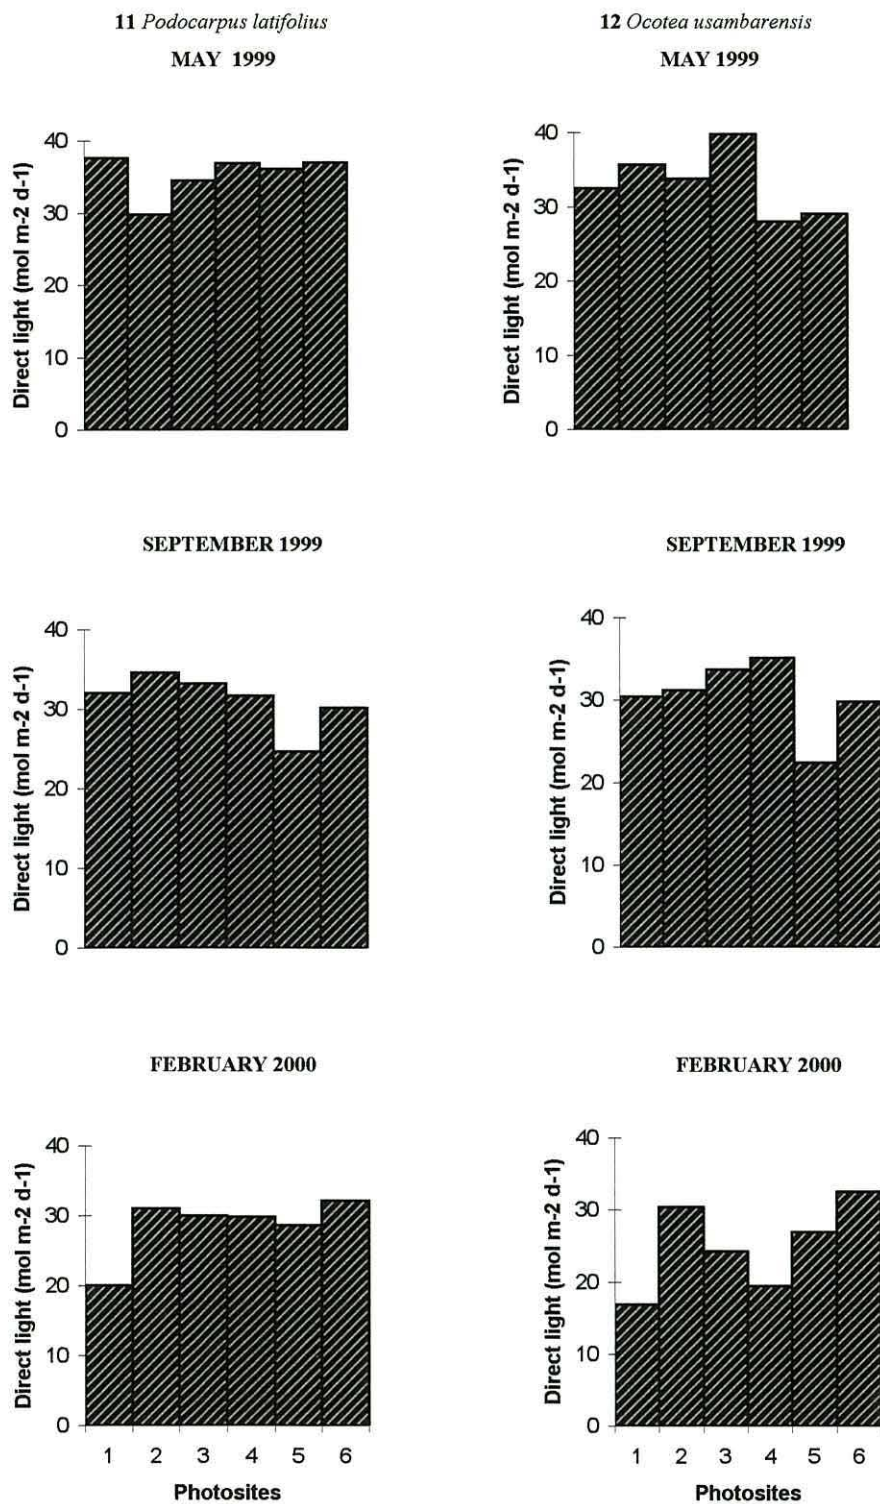 11 Podocarpus latifolius
MAY 1999
40
30
20
10
0
Direct light (mol m-2 d-1)
12 Ocotea usambarensis
MAY 1999
40
30
20
10
0
Direct light (mol m-2 d-1)
SEPTEMBER 1999
40
30
20
10
0
Direct light (mol m-2 d-1)
SEPTEMBER 1999
40
30
20
10
0
Direct light (mol m-2 d-1)
FEBRUARY 2000
40
30
20
10
0
Direct light (mol m-2 d-1)
1 2 3 4 5 6
Photosites
FEBRUARY 2000
40
30
20
10
0
Direct light (mol m-2 d-1)
1 2 3 4 5 6
Photosites